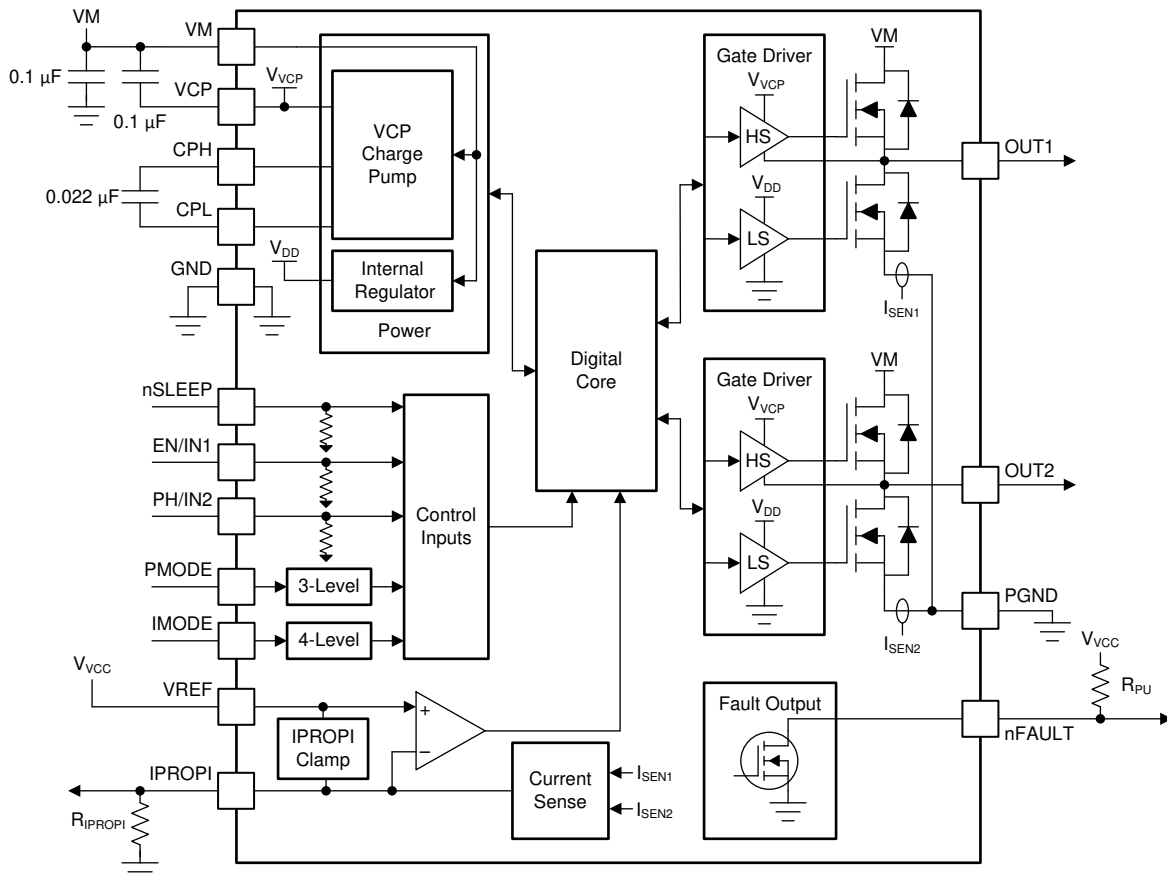 VM
VM
0.1 µF
VCP
V_VCP
0.1 µF
CPH
0.022 µF
CPL
GND
V_DD
VCP
Charge
Pump
Internal
Regulator
Power
nSLEEP
EN/IN1
PH/IN2
PMODE
3-Level
IMODE
4-Level
Control
Inputs
V_VCC
VREF
IPROPI
Clamp
+
–
IPROPI
R_IPROPI
Current
Sense
I_SEN1
I_SEN2
Digital
Core
Gate Driver
V_VCP
HS
V_DD
LS
VM
OUT1
I_SEN1
Gate Driver
V_VCP
HS
V_DD
LS
VM
OUT2
PGND
I_SEN2
V_VCC
R_PU
Fault Output
nFAULT